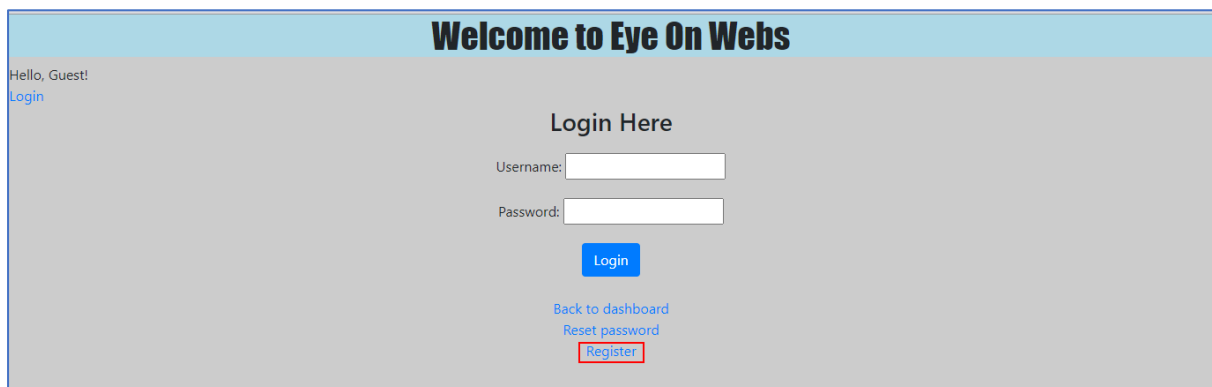 Welcome to Eye On Webs
Hello, Guest!
Login
Login Here
Username:
Password:
Login
Back to dashboard
Reset password
Register